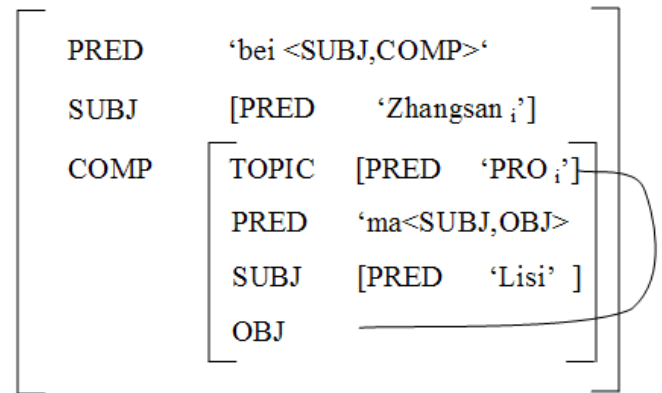 PRED ‘bei <SUBJ,COMP>‘
SUBJ [PRED ‘Zhangsan i’]
COMP TOPIC [PRED ‘PRO i’]
PRED ‘ma<SUBJ,OBJ>
SUBJ [PRED ‘Lisi’ ]
OBJ